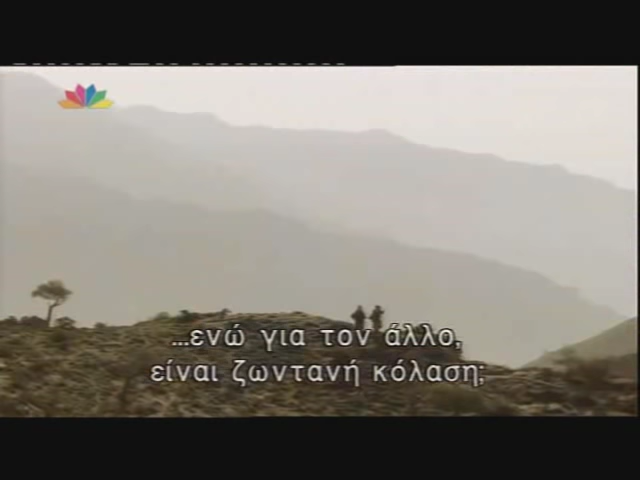 ...ενώ για τον άλλο,
είναι ζωντανή κόλαση;